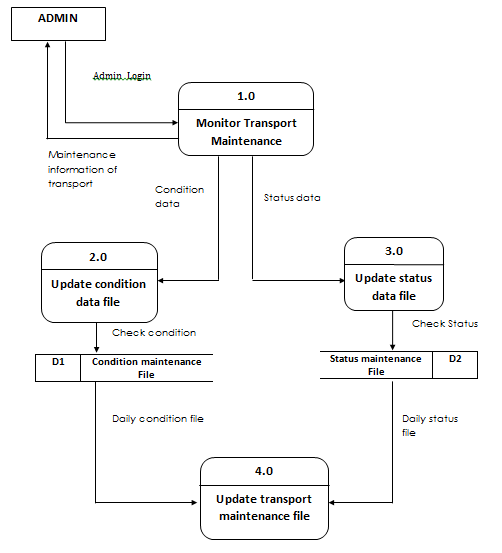 ADMIN
Admin Login
1.0
Monitor Transport
Maintenance
Maintenance
information of
transport
Condition
data
Status data
2.0
Update condition
data file
3.0
Update status
data file
Check condition
Check Status
D1
Condition maintenance
File
Status maintenance
File
D2
Daily condition file
Daily status
file
4.0
Update transport
maintenance file